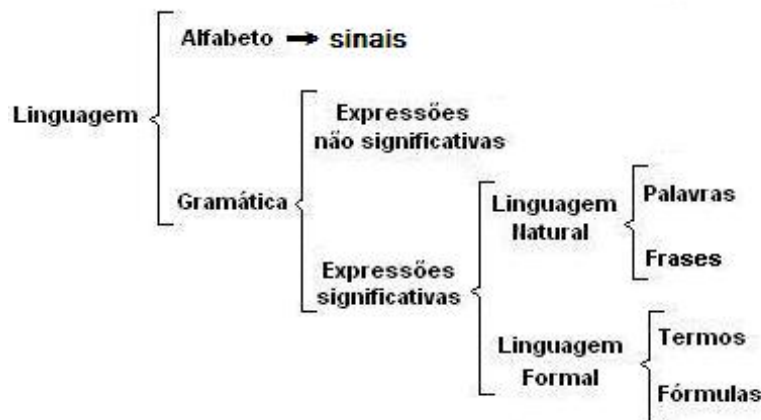 Alfabeto → sinais
Linguagem
Expressões
não significativas
Gramática
Expressões
significativas
Linguagem
Natural
Palavras
Frases
Linguagem
Formal
Termos
Fórmulas